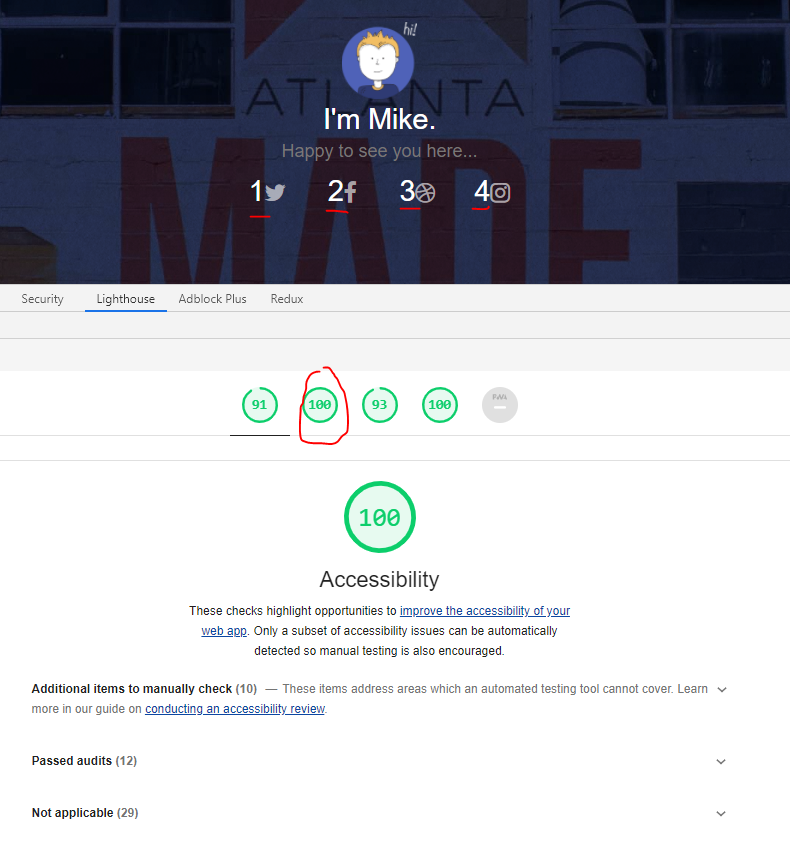 hi!
ATLANTA
I'm Mike.
Happy to see you here...
MADE
1 2 3 4
Security Lighthouse Adblock Plus Redux
91 100 93 100 PWA
100
Accessibility
These checks highlight opportunities to improve the accessibility of your
web app. Only a subset of accessibility issues can be automatically
detected so manual testing is also encouraged.
Additional items to manually check (10) — These items address areas which an automated testing tool cannot cover. Learn
more in our guide on conducting an accessibility review.
Passed audits (12)
Not applicable (29)